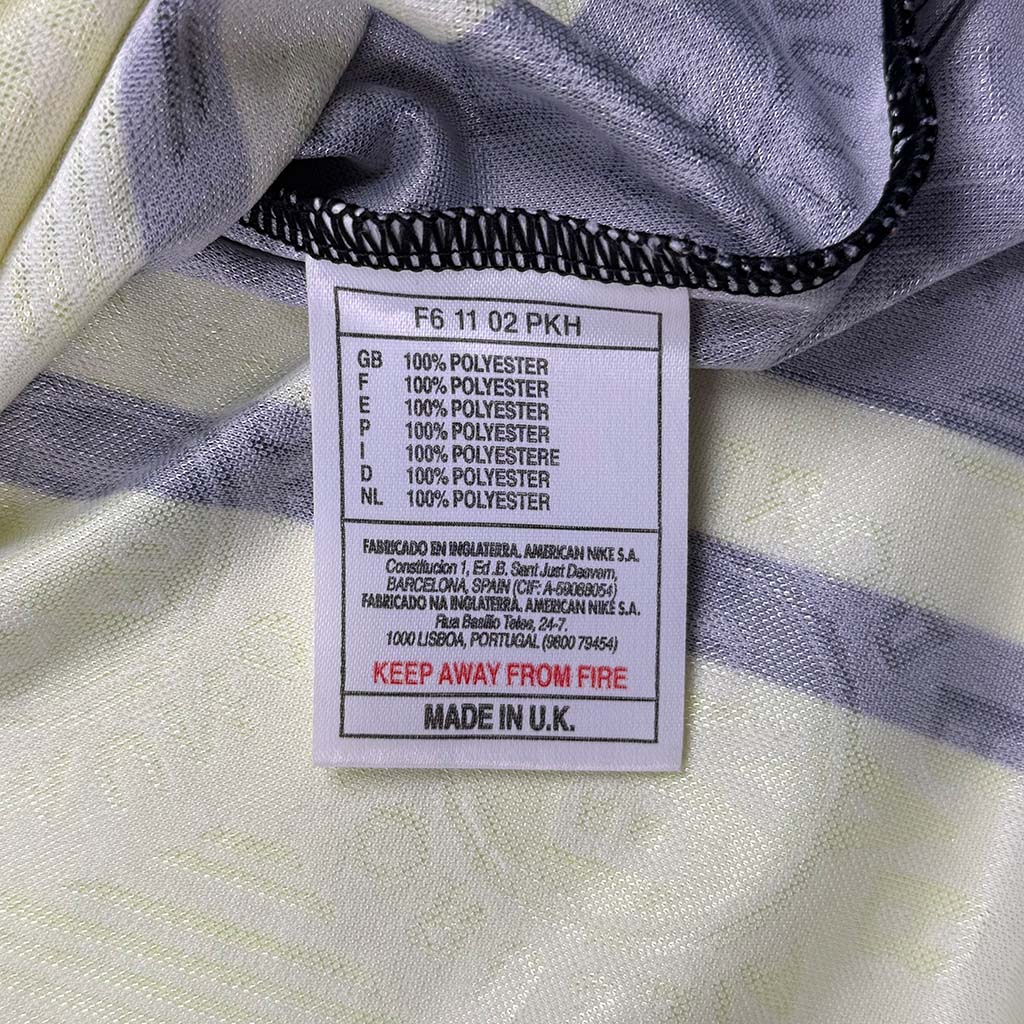 F6 11 02 PKH
GB 100% POLYESTER
F 100% POLYESTER
E 100% POLYESTER
P 100% POLYESTER
I 100% POLYESTERE
D 100% POLYESTER
NL 100% POLYESTER
FABRICADO EN INGLATERRA. AMERICAN NIKE S.A.
Constitucion 1, Ed .B. Sant Just Desvern,
BARCELONA, SPAIN (CIF: A-59088054)
FABRICADO NA INGLATERRA. AMERICAN NIKE S.A.
Rua Basilio Teles, 24-7.
1000 LISBOA, PORTUGAL (9800 79454)
KEEP AWAY FROM FIRE
MADE IN U.K.